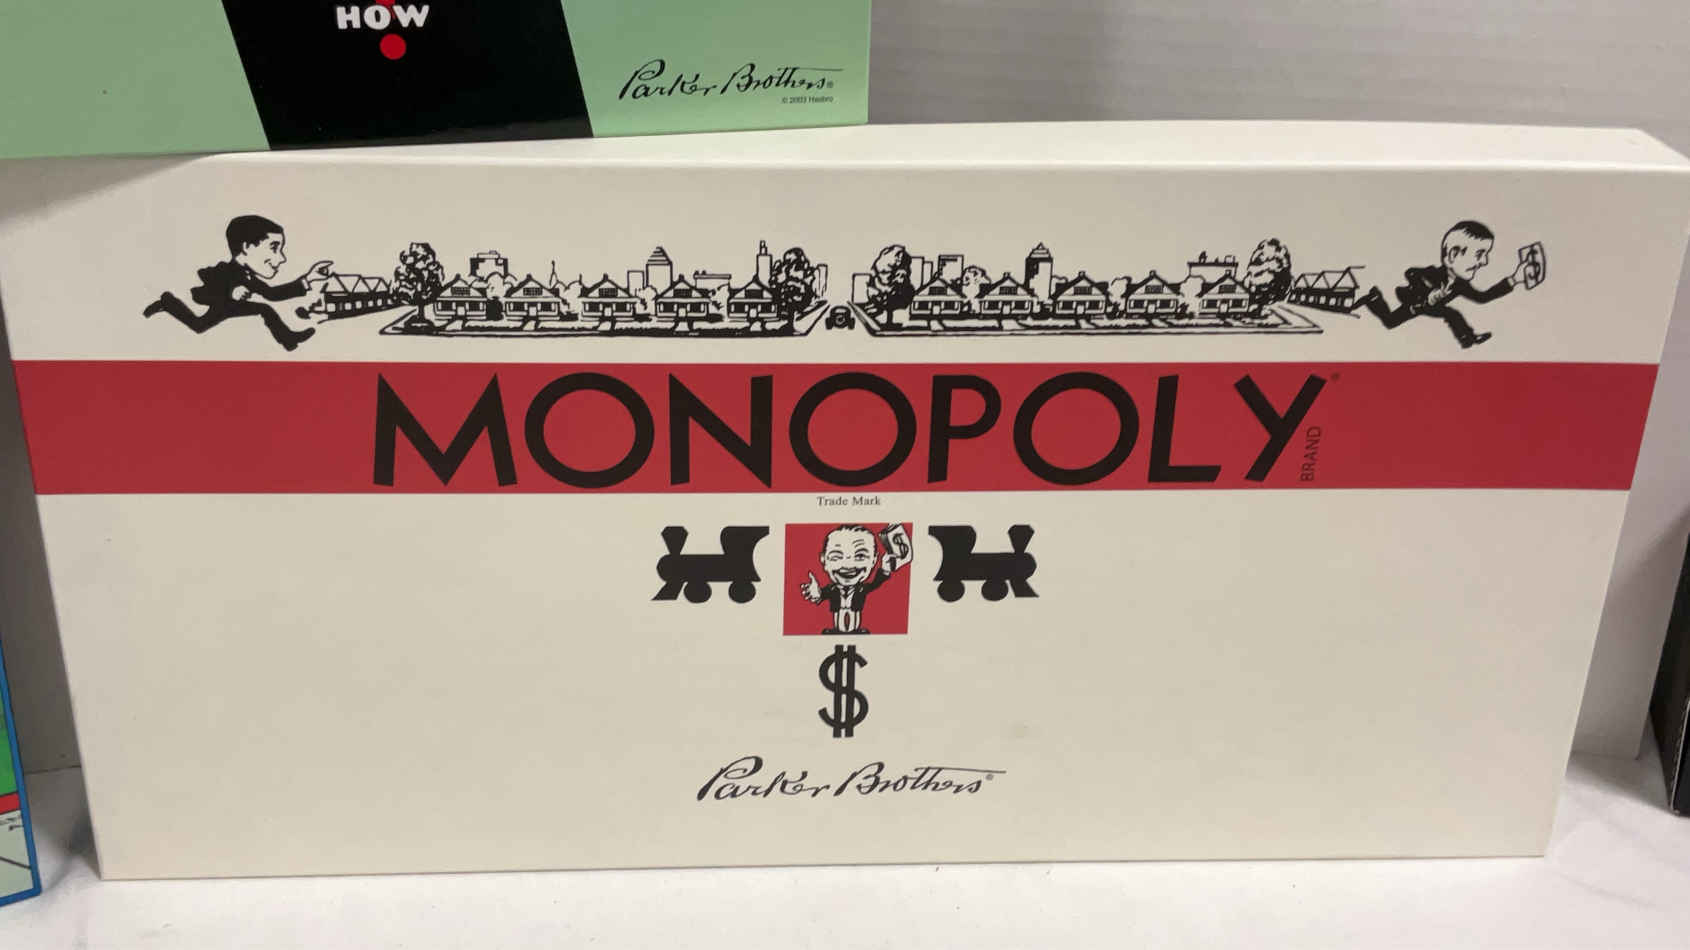 HOW
Parker Brothers®
© 2003 Hasbro
MONOPOLY®
BRAND
Trade Mark
$
$
Parker Brothers®